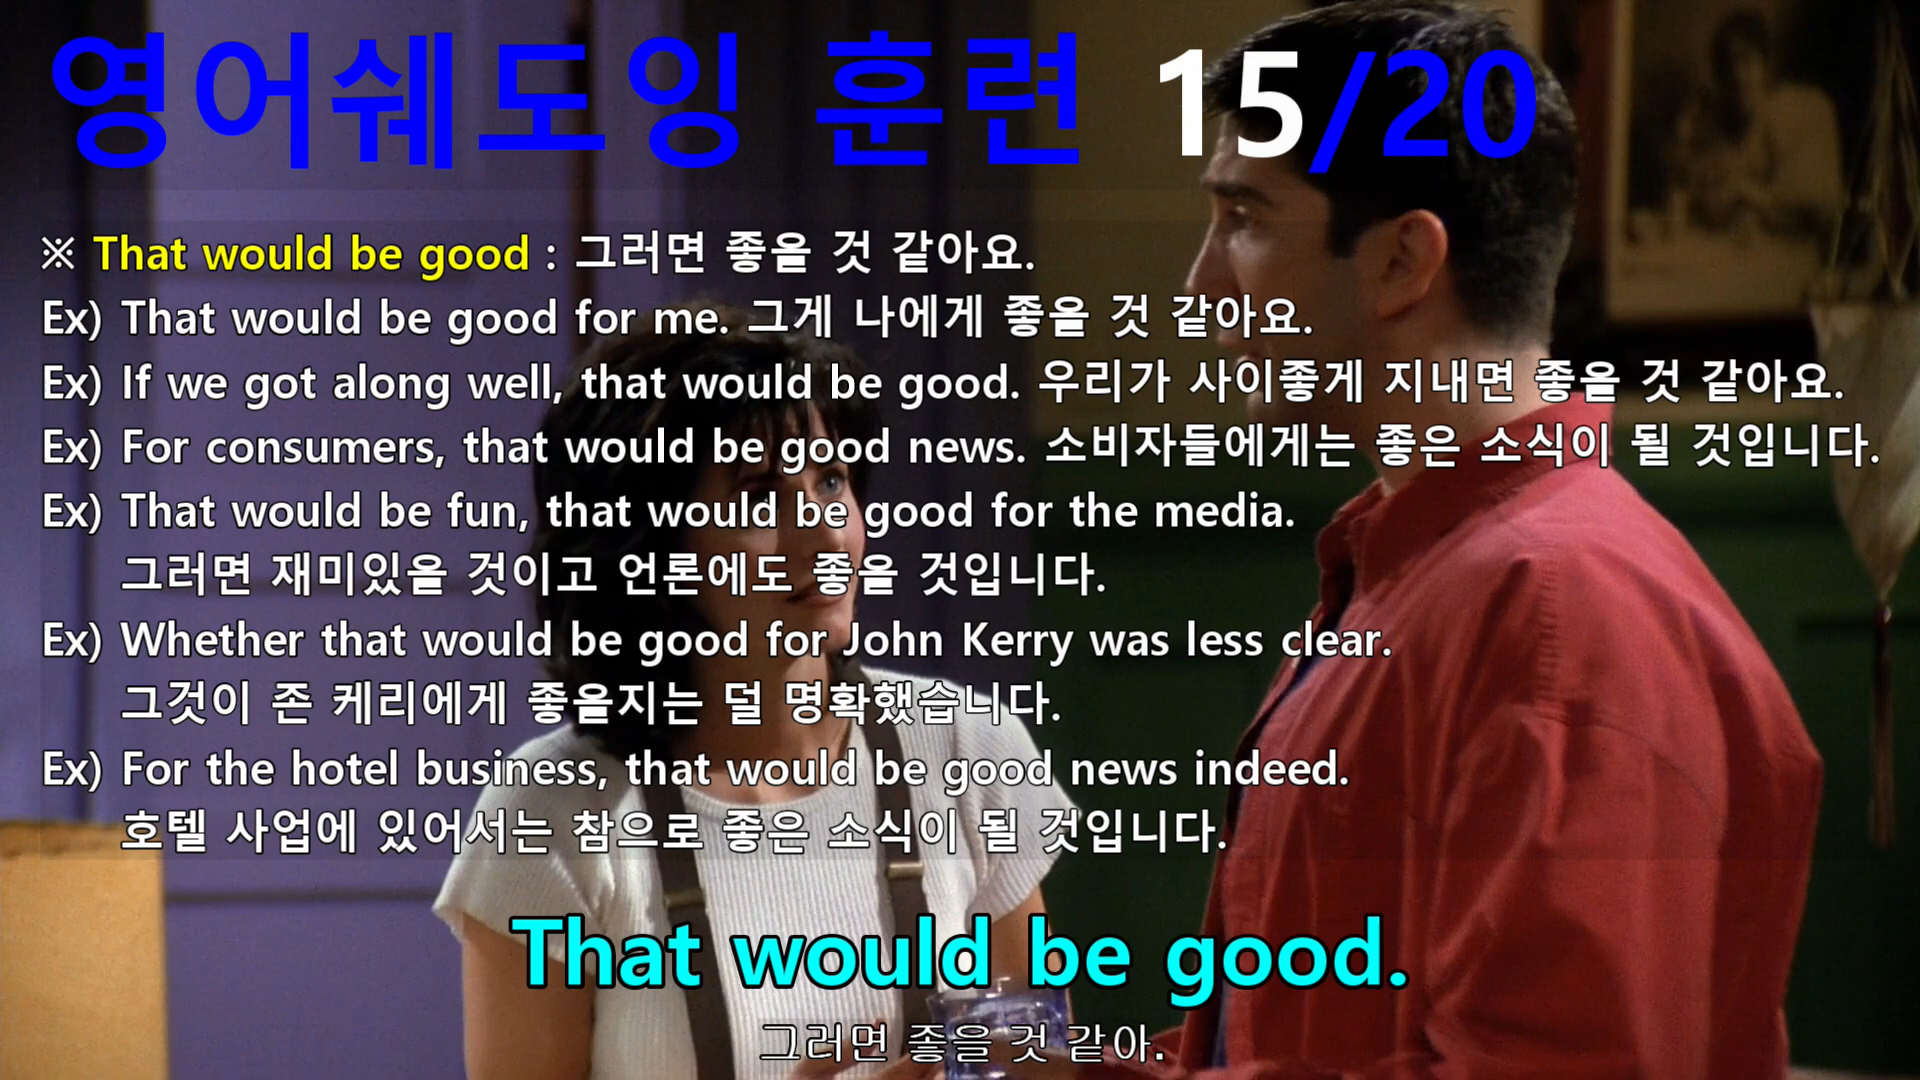 영어쉐도잉 훈련 15/20
※ That would be good : 그러면 좋을 것 같아요.
Ex) That would be good for me. 그게 나에게 좋을 것 같아요.
Ex) If we got along well, that would be good. 우리가 사이좋게 지내면 좋을 것 같아요.
Ex) For consumers, that would be good news. 소비자들에게는 좋은 소식이 될 것입니다.
Ex) That would be fun, that would be good for the media.
그러면 재미있을 것이고 언론에도 좋을 것입니다.
Ex) Whether that would be good for John Kerry was less clear.
그것이 존 케리에게 좋을지는 덜 명확했습니다.
Ex) For the hotel business, that would be good news indeed.
호텔 사업에 있어서는 참으로 좋은 소식이 될 것입니다.
That would be good.
그러면 좋을 것 같아.